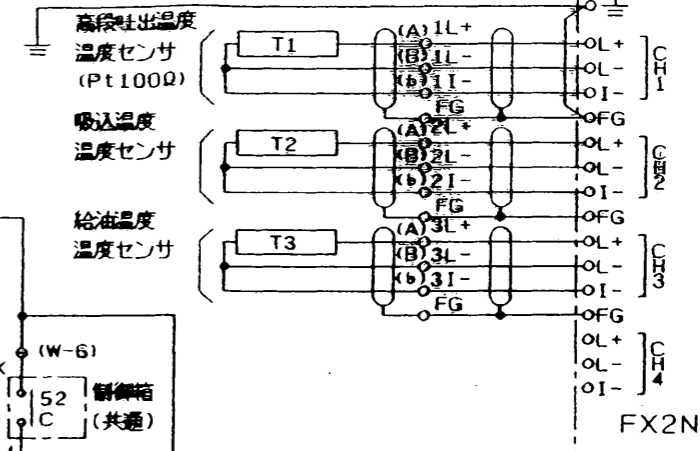 高段吐出温度
温度センサ
(Pt100Ω)
T1
(A) 1L+
(B) 1L-
(b) 1I-
FG
L+
L-
I-
FG
CH1
吸込温度
温度センサ
T2
(A) 2L+
(B) 2L-
(b) 2I-
FG
L+
L-
I-
FG
CH2
給油温度
温度センサ
T3
(A) 3L+
(B) 3L-
(b) 3I-
FG
L+
L-
I-
FG
CH3
L+
L-
I-
CH4
(W-6)
52
C
制御箱
(共通)
FX2N